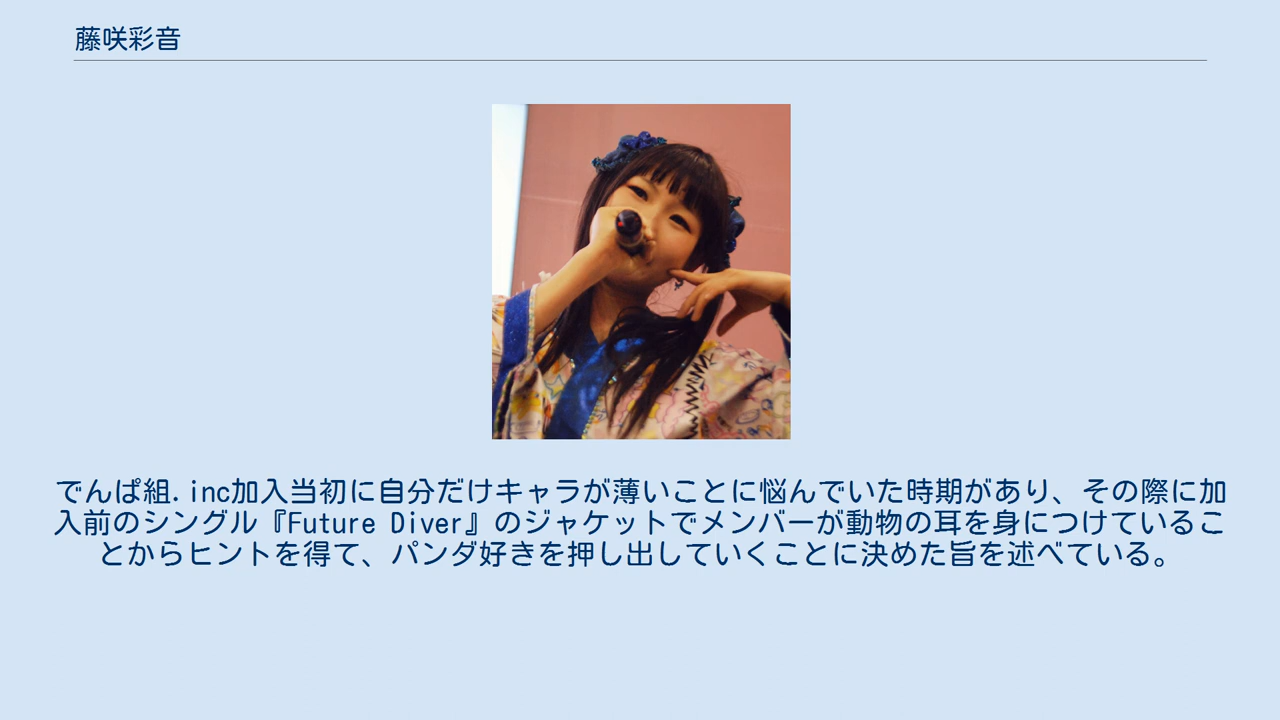 藤咲彩音
でんぱ組.inc加入当初に自分だけキャラが薄いことに悩んでいた時期があり、その際に加
入前のシングル『Future Diver』のジャケットでメンバーが動物の耳を身につけているこ
とからヒントを得て、パンダ好きを押し出していくことに決めた旨を述べている。